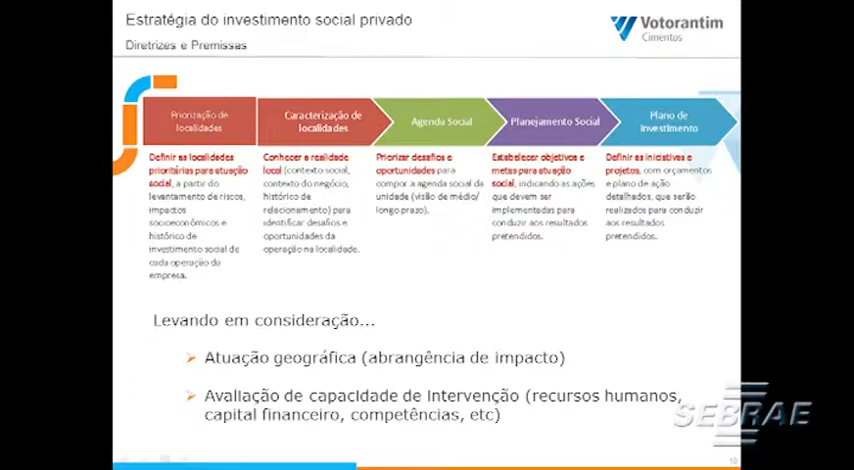 Estratégia do investimento social privado
Diretrizes e Premissas
Votorantim
Cimentos
Priorização de
localidades
Caracterização de
localidades
Agenda Social
Planejamento Social
Plano de
Investimento
Definir as localidades
prioritárias para atuação
social, a partir do
levantamento de riscos,
impactos
socioeconômicos e
histórico de
investimento social de
cada operação da
empresa.
Conhecer a realidade
local (contexto social,
contexto do negócio,
histórico de
relacionamento) para
identificar desafios e
oportunidades da
operação na localidade.
Priorizar desafios e
oportunidades para
compor a agenda social da
unidade (visão de médio/
longo prazo).
Estabelecer objetivos e
metas para atuação
social, indicando as ações
que devem ser
implementadas para
conduzir aos resultados
pretendidos.
Definir as iniciativas e
projetos, com orçamentos
e plano de ação
detalhados, que serão
realizados para conduzir
aos resultados
pretendidos.
Levando em consideração...
Atuação geográfica (abrangência de impacto)
Avaliação de capacidade de intervenção (recursos humanos,
capital financeiro, competências, etc)
SEBRAE
10